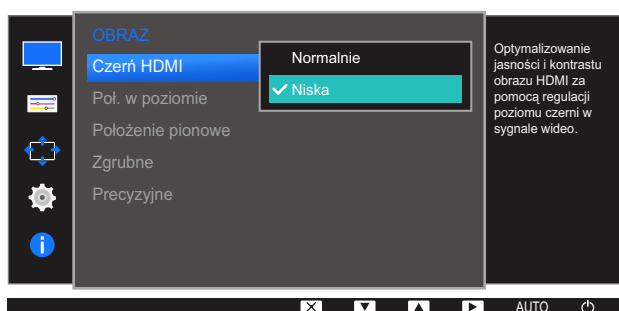 OBRAZ
Czerń HDMI
Poł. w poziomie
Położenie pionowe
Zgrubne
Precyzyjne
Normalnie
Niska
Optymalizowanie
jasności i kontrastu
obrazu HDMI za
pomocą regulacji
poziomu czerni w
sygnale wideo.
AUTO